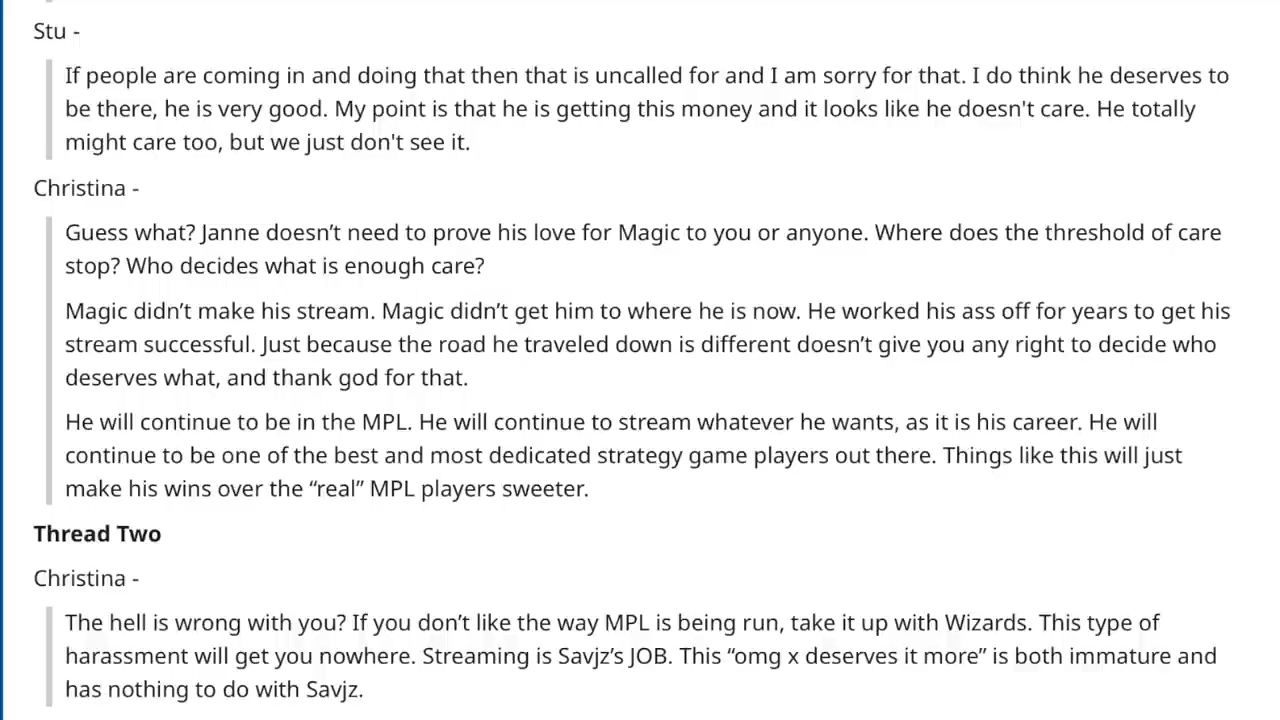 Stu -
If people are coming in and doing that then that is uncalled for and I am sorry for that. I do think he deserves to
be there, he is very good. My point is that he is getting this money and it looks like he doesn't care. He totally
might care too, but we just don't see it.
Christina -
Guess what? Janne doesn’t need to prove his love for Magic to you or anyone. Where does the threshold of care
stop? Who decides what is enough care?
Magic didn’t make his stream. Magic didn’t get him to where he is now. He worked his ass off for years to get his
stream successful. Just because the road he traveled down is different doesn’t give you any right to decide who
deserves what, and thank god for that.
He will continue to be in the MPL. He will continue to stream whatever he wants, as it is his career. He will
continue to be one of the best and most dedicated strategy game players out there. Things like this will just
make his wins over the “real” MPL players sweeter.
Thread Two
Christina -
The hell is wrong with you? If you don’t like the way MPL is being run, take it up with Wizards. This type of
harassment will get you nowhere. Streaming is Savjz’s JOB. This “omg x deserves it more” is both immature and
has nothing to do with Savjz.